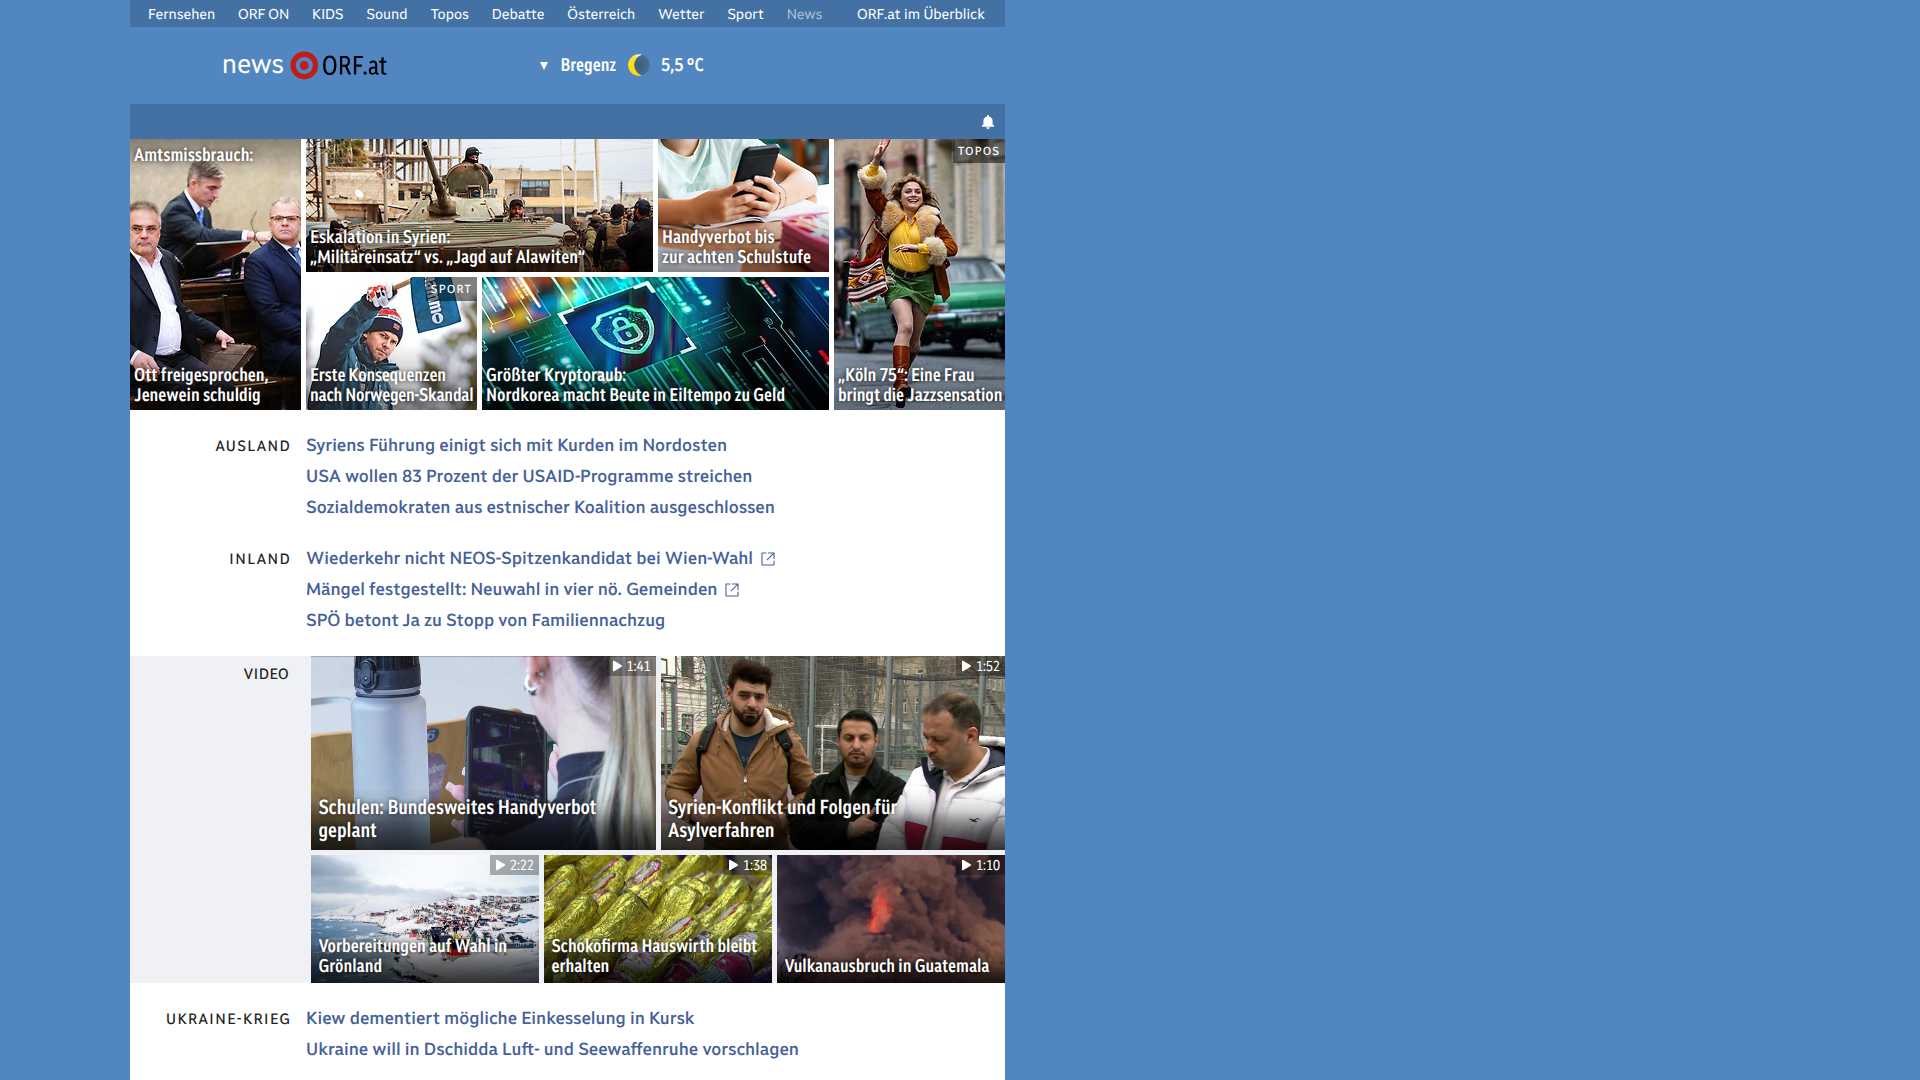 Fernsehen ORF ON KIDS Sound Topos Debatte Österreich Wetter Sport News ORF.at im Überblick
news ORF.at
Bregenz 5,5 °C
Amtsmissbrauch:
Ott freigesprochen,
Jenewein schuldig
Eskalation in Syrien:
„Militäreinsatz“ vs. „Jagd auf Alawiten“
Handyverbot bis
zur achten Schulstufe
TOPOS
„Köln 75“: Eine Frau
bringt die Jazzsensation
SPORT
Erste Konsequenzen
nach Norwegen-Skandal
Größter Kryptoraub:
Nordkorea macht Beute in Eiltempo zu Geld
AUSLAND
Syriens Führung einigt sich mit Kurden im Nordosten
USA wollen 83 Prozent der USAID-Programme streichen
Sozialdemokraten aus estnischer Koalition ausgeschlossen
INLAND
Wiederkehr nicht NEOS-Spitzenkandidat bei Wien-Wahl
Mängel festgestellt: Neuwahl in vier nö. Gemeinden
SPÖ betont Ja zu Stopp von Familiennachzug
VIDEO
1:41
Schulen: Bundesweites Handyverbot
geplant
1:52
Syrien-Konflikt und Folgen für
Asylverfahren
2:22
Vorbereitungen auf Wahl in
Grönland
1:38
Schokofirma Hauswirth bleibt
erhalten
1:10
Vulkanausbruch in Guatemala
UKRAINE-KRIEG
Kiew dementiert mögliche Einkesselung in Kursk
Ukraine will in Dschidda Luft- und Seewaffenruhe vorschlagen